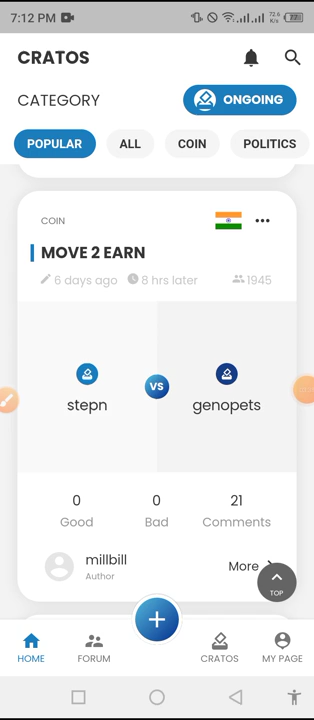 7:12 PM
72.6
K/s
CRATOS
CATEGORY
ONGOING
POPULAR
ALL
COIN
POLITICS
COIN
MOVE 2 EARN
6 days ago
8 hrs later
1945
stepn
VS
genopets
0
0
21
Good
Bad
Comments
millbill
Author
More
TOP
HOME
FORUM
CRATOS
MY PAGE